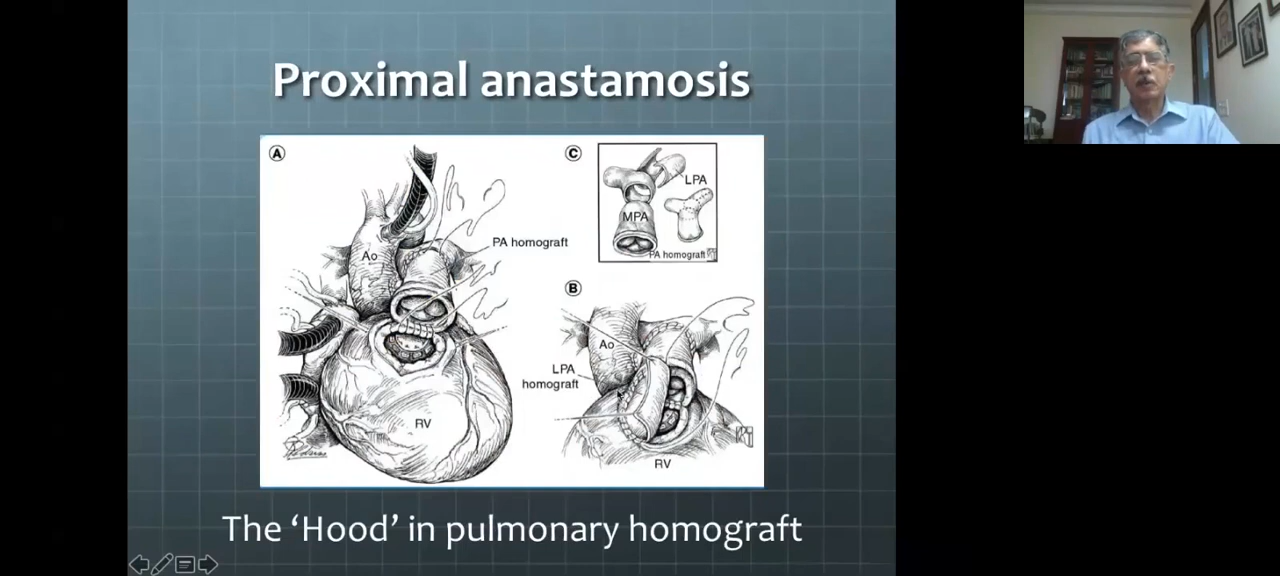 Proximal anastamosis
A
Ao
PA homograft
RV
C
LPA
MPA
PA homograft
B
Ao
LPA
homograft
RV
The ‘Hood’ in pulmonary homograft